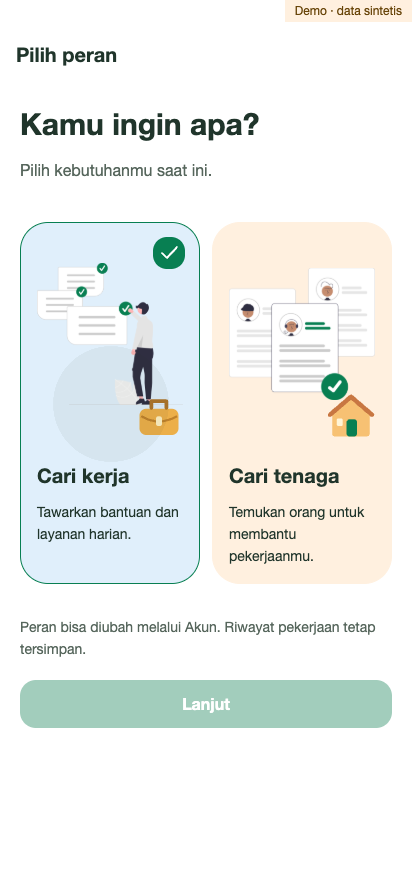 Demo · data sintetis
Pilih peran
Kamu ingin apa?
Pilih kebutuhanmu saat ini.
Cari kerja
Tawarkan bantuan dan
layanan harian.
Cari tenaga
Temukan orang untuk
membantu
pekerjaanmu.
Peran bisa diubah melalui Akun. Riwayat pekerjaan tetap
tersimpan.
Lanjut